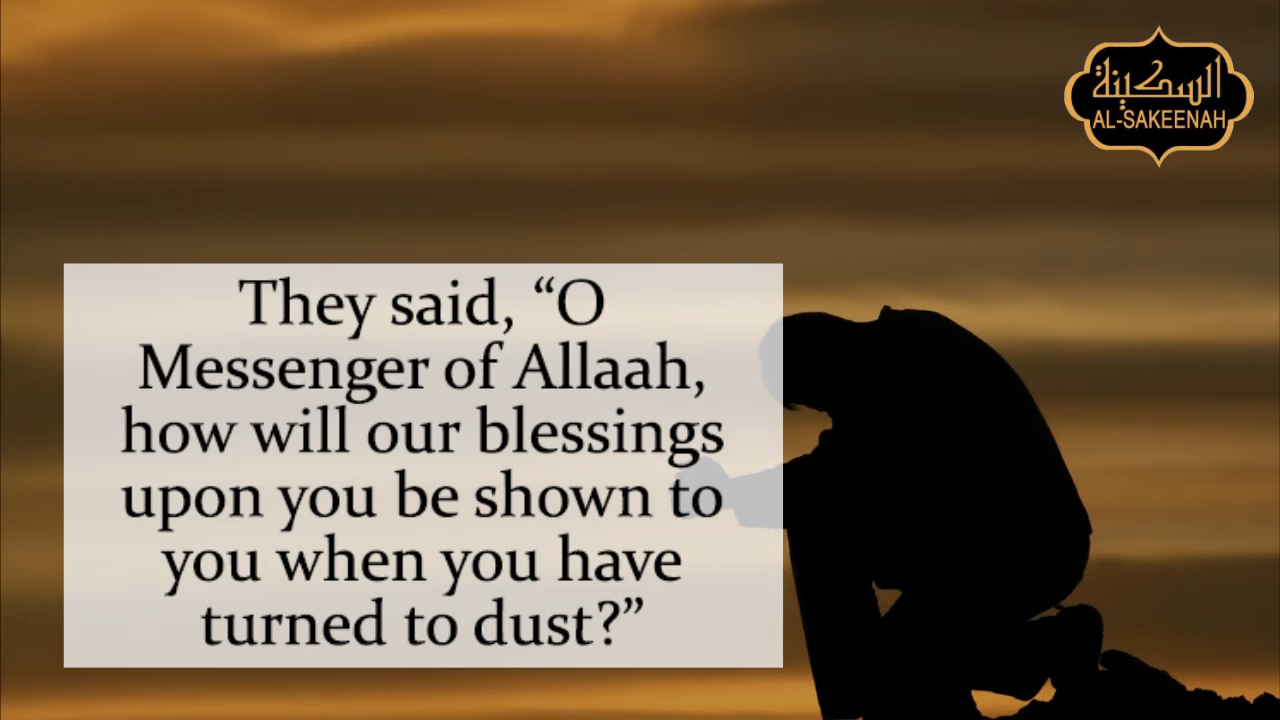 السكينة
AL-SAKEENAH
They said, “O
Messenger of Allaah,
how will our blessings
upon you be shown to
you when you have
turned to dust?”